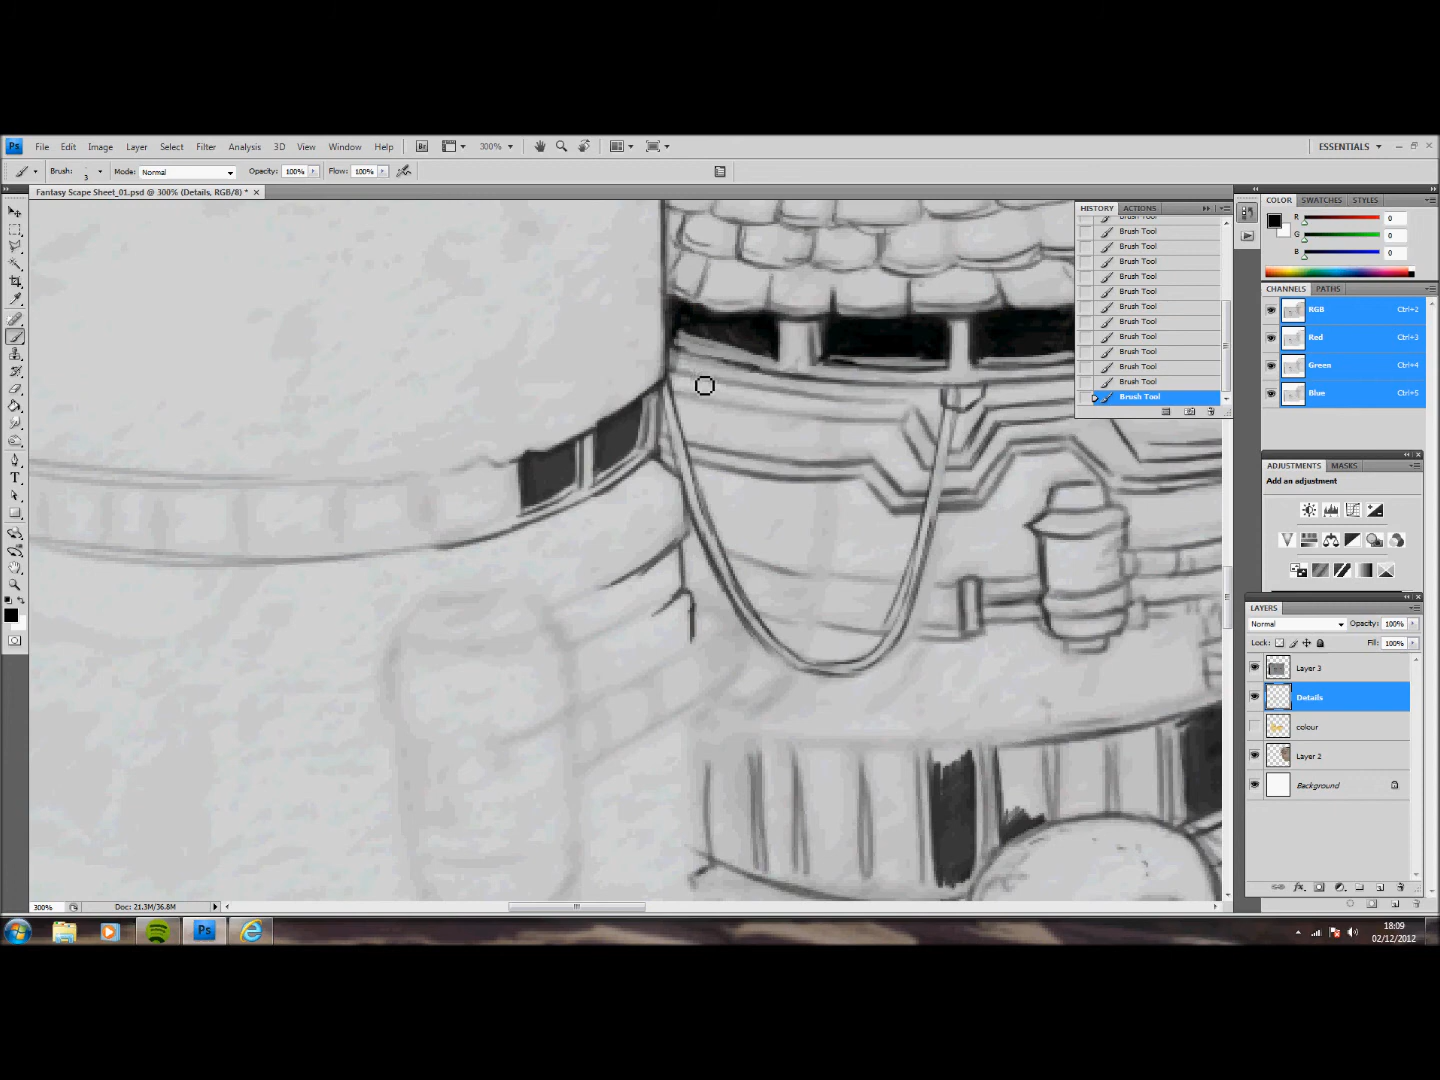 Ps File Edit Image Layer Select Filter Analysis 3D View Window Help Br 300% ESSENTIALS
Brush: 3 Mode: Normal Opacity: 100% Flow: 100%
Fantasy Scape Sheet_01.psd @ 300% (Details, RGB/8) *
HISTORY ACTIONS
Brush Tool
Brush Tool
Brush Tool
Brush Tool
Brush Tool
Brush Tool
Brush Tool
Brush Tool
Brush Tool
Brush Tool
Brush Tool
Brush Tool
Brush Tool
COLOR SWATCHES STYLES
R 0
G 0
B 0
CHANNELS PATHS
RGB Ctrl+2
Red Ctrl+3
Green Ctrl+4
Blue Ctrl+5
ADJUSTMENTS MASKS
Add an adjustment
LAYERS
Normal Opacity: 100%
Lock: Fill: 100%
Layer 3
Details
colour
Layer 2
Background
300% Doc: 21.3M/36.8M
Ps
18:09
02/12/2012